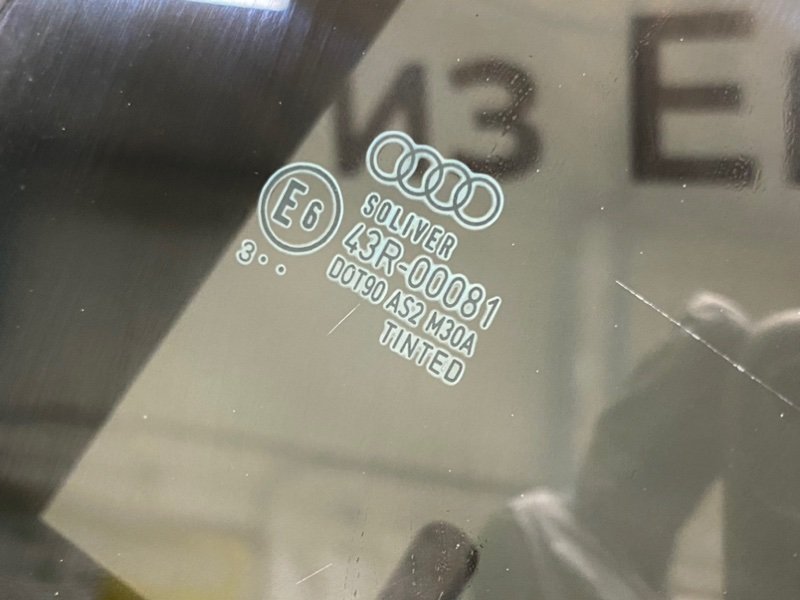 ИЗ Е
E6
SOLIVER
43R-00081
3••
DOT90 AS2 M30A
TINTED